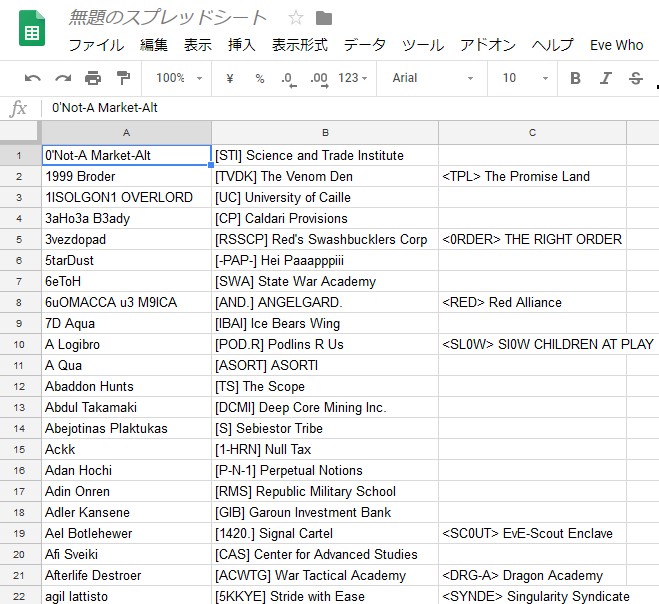 無題のスプレッドシート
ファイル 編集 表示 挿入 表示形式 データ ツール アドオン ヘルプ Eve Who
100% ¥ % .0 .00 123 Arial 10 B I S
fx 0'Not-A Market-Alt
A B C
1 0'Not-A Market-Alt [STI] Science and Trade Institute
2 1999 Broder [TVDK] The Venom Den <TPL> The Promise Land
3 1ISOLGON1 OVERLORD [UC] University of Caille
4 3aHo3a B3ady [CP] Caldari Provisions
5 3vezdopad [RSSCP] Red's Swashbucklers Corp <0RDER> THE RIGHT ORDER
6 5tarDust [-PAP-] Hei Paaapppiii
7 6eToH [SWA] State War Academy
8 6uOMACCA u3 M9ICA [AND.] ANGELGARD. <RED> Red Alliance
9 7D Aqua [IBAI] Ice Bears Wing
10 A Logibro [POD.R] Podlins R Us <SL0W> Sl0W CHILDREN AT PLAY
11 A Qua [ASORT] ASORTI
12 Abaddon Hunts [TS] The Scope
13 Abdul Takamaki [DCMI] Deep Core Mining Inc.
14 Abejotinas Plaktukas [S] Sebiestor Tribe
15 Ackk [1-HRN] Null Tax
16 Adan Hochi [P-N-1] Perpetual Notions
17 Adin Onren [RMS] Republic Military School
18 Adler Kansene [GIB] Garoun Investment Bank
19 Ael Botlehewer [1420.] Signal Cartel <SC0UT> EvE-Scout Enclave
20 Afi Sveiki [CAS] Center for Advanced Studies
21 Afterlife Destroer [ACWTG] War Tactical Academy <DRG-A> Dragon Academy
22 agil lattisto [5KKYE] Stride with Ease <SYNDE> Singularity Syndicate